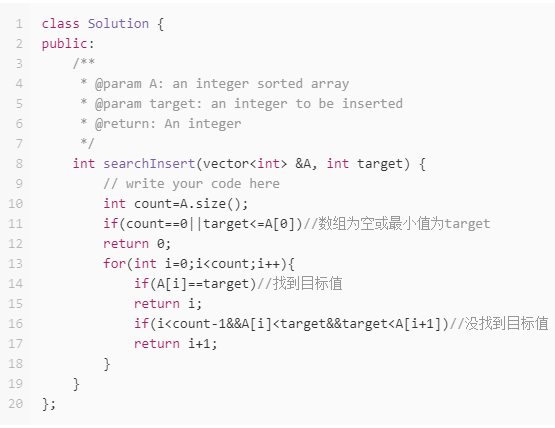 1 class Solution {
2 public:
3     /**
4      * @param A: an integer sorted array
5      * @param target: an integer to be inserted
6      * @return: An integer
7      */
8     int searchInsert(vector<int> &A, int target) {
9         // write your code here
10         int count=A.size();
11         if(count==0||target<=A[0])//数组为空或最小值为target
12         return 0;
13         for(int i=0;i<count;i++){
14             if(A[i]==target)//找到目标值
15             return i;
16             if(i<count-1&&A[i]<target&&target<A[i+1])//没找到目标值
17             return i+1;
18         }
19     }
20 };